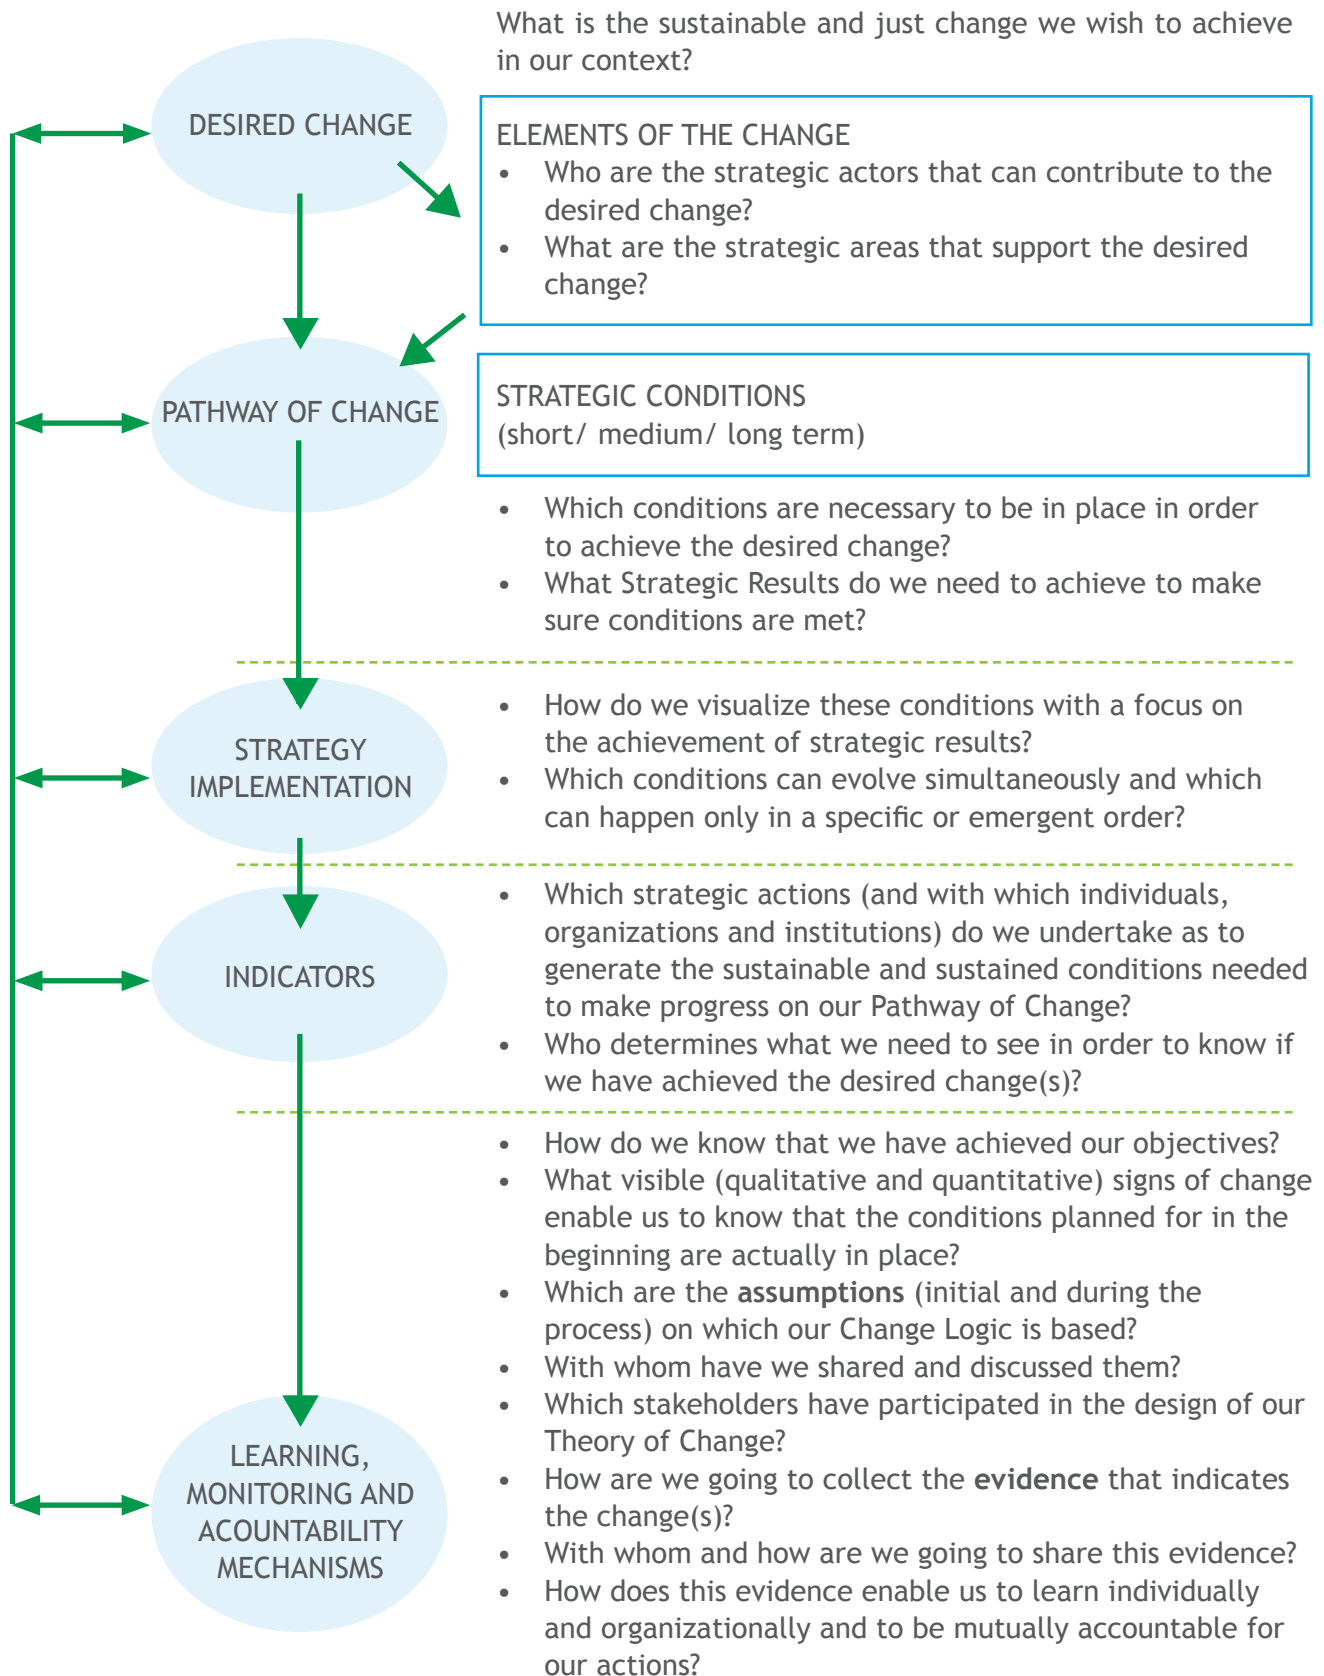 What is the sustainable and just change we wish to achieve
in our context?
DESIRED CHANGE
ELEMENTS OF THE CHANGE
• Who are the strategic actors that can contribute to the
desired change?
• What are the strategic areas that support the desired
change?
PATHWAY OF CHANGE
STRATEGIC CONDITIONS
(short/ medium/ long term)
• Which conditions are necessary to be in place in order
to achieve the desired change?
• What Strategic Results do we need to achieve to make
sure conditions are met?
STRATEGY
IMPLEMENTATION
• How do we visualize these conditions with a focus on
the achievement of strategic results?
• Which conditions can evolve simultaneously and which
can happen only in a specific or emergent order?
INDICATORS
• Which strategic actions (and with which individuals,
organizations and institutions) do we undertake as to
generate the sustainable and sustained conditions needed
to make progress on our Pathway of Change?
• Who determines what we need to see in order to know if
we have achieved the desired change(s)?
• How do we know that we have achieved our objectives?
• What visible (qualitative and quantitative) signs of change
enable us to know that the conditions planned for in the
beginning are actually in place?
• Which are the assumptions (initial and during the
process) on which our Change Logic is based?
• With whom have we shared and discussed them?
• Which stakeholders have participated in the design of our
Theory of Change?
• How are we going to collect the evidence that indicates
the change(s)?
• With whom and how are we going to share this evidence?
• How does this evidence enable us to learn individually
and organizationally and to be mutually accountable for
our actions?
LEARNING,
MONITORING AND
ACOUNTABILITY
MECHANISMS